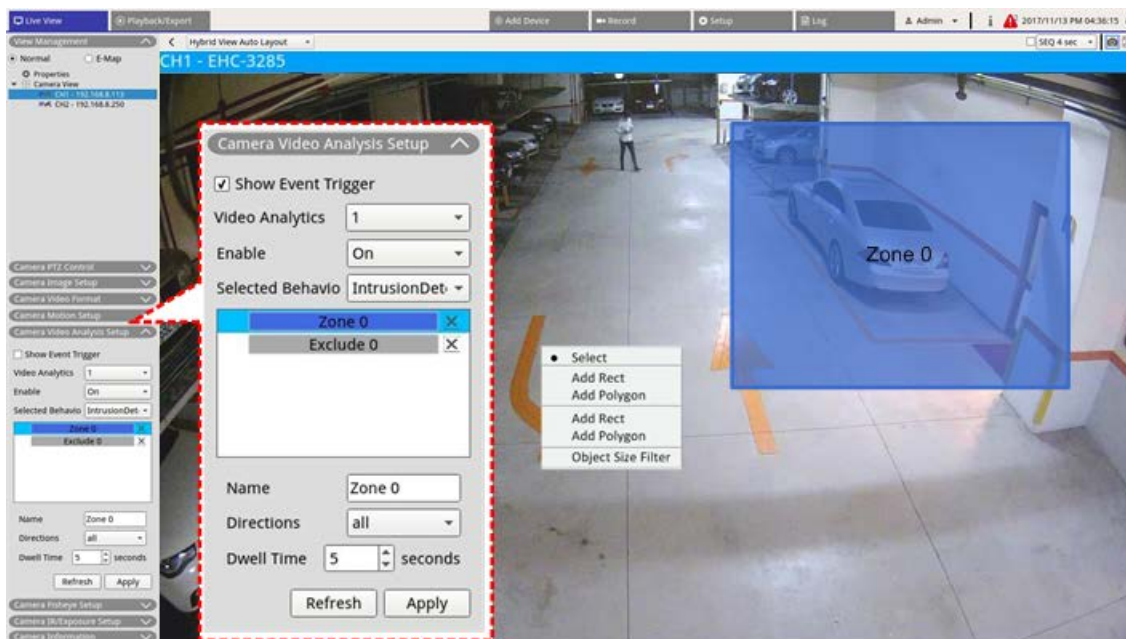 Live View
Playback/Export
Add Device
Record
Setup
Log
Admin
2017/11/13 PM 04:36:15
View Management
Hybrid View Auto Layout
SEQ 4 sec
Normal
E-Map
Properties
Camera View
CH1 - 192.168.8.113
CH2 - 192.168.8.250
CH1 - EHC-3285
Camera PTZ Control
Camera Image Setup
Camera Video Format
Camera Motion Setup
Camera Video Analysis Setup
Show Event Trigger
Video Analytics 1
Enable On
Selected Behavio IntrusionDet
Zone 0
Exclude 0
Name Zone 0
Directions all
Dwell Time 5 seconds
Refresh Apply
Camera Fisheye Setup
Camera IR/Exposure Setup
Camera Information
Camera Video Analysis Setup
Show Event Trigger
Video Analytics 1
Enable On
Selected Behavio IntrusionDet
Zone 0
Exclude 0
Name Zone 0
Directions all
Dwell Time 5 seconds
Refresh Apply
Select
Add Rect
Add Polygon
Add Rect
Add Polygon
Object Size Filter
Zone 0